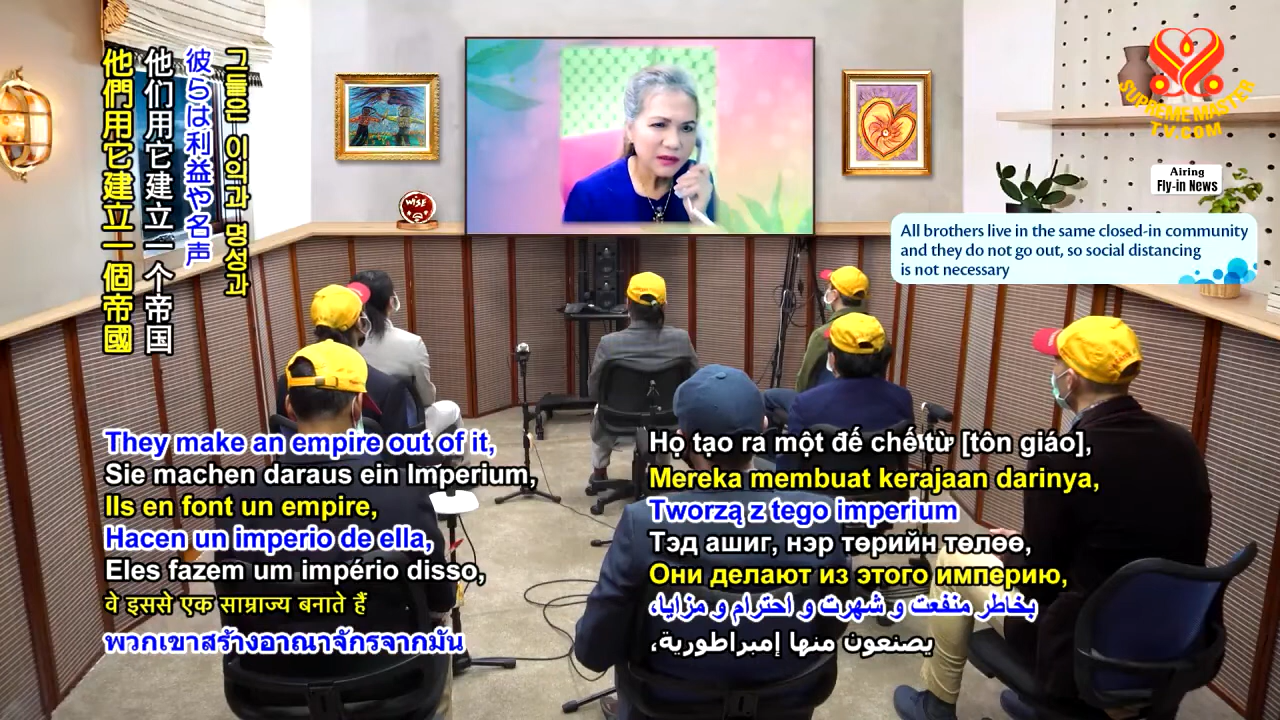 他們用它建立一個帝國
他们用它建立一个帝国
彼らは利益や名声
그들은 이익과 명성과
SUPREME MASTER
TV.COM
WISE
Airing
Fly-in News
All brothers live in the same closed-in community
and they do not go out, so social distancing
is not necessary
They make an empire out of it,
Sie machen daraus ein Imperium,
Ils en font un empire,
Hacen un imperio de ella,
Eles fazem um império disso,
वे इससे एक साम्राज्य बनाते हैं
พวกเขาสร้างอาณาจักรจากมัน
Họ tạo ra một đế chế từ [tôn giáo],
Mereka membuat kerajaan darinya,
Tworzą z tego imperium
Тэд ашиг, нэр төрийн төлөө,
Они делают из этого империю,
بخاطر منفعت و شهرت و احترام و مزایا،
يصنعون منها إمبراطورية،